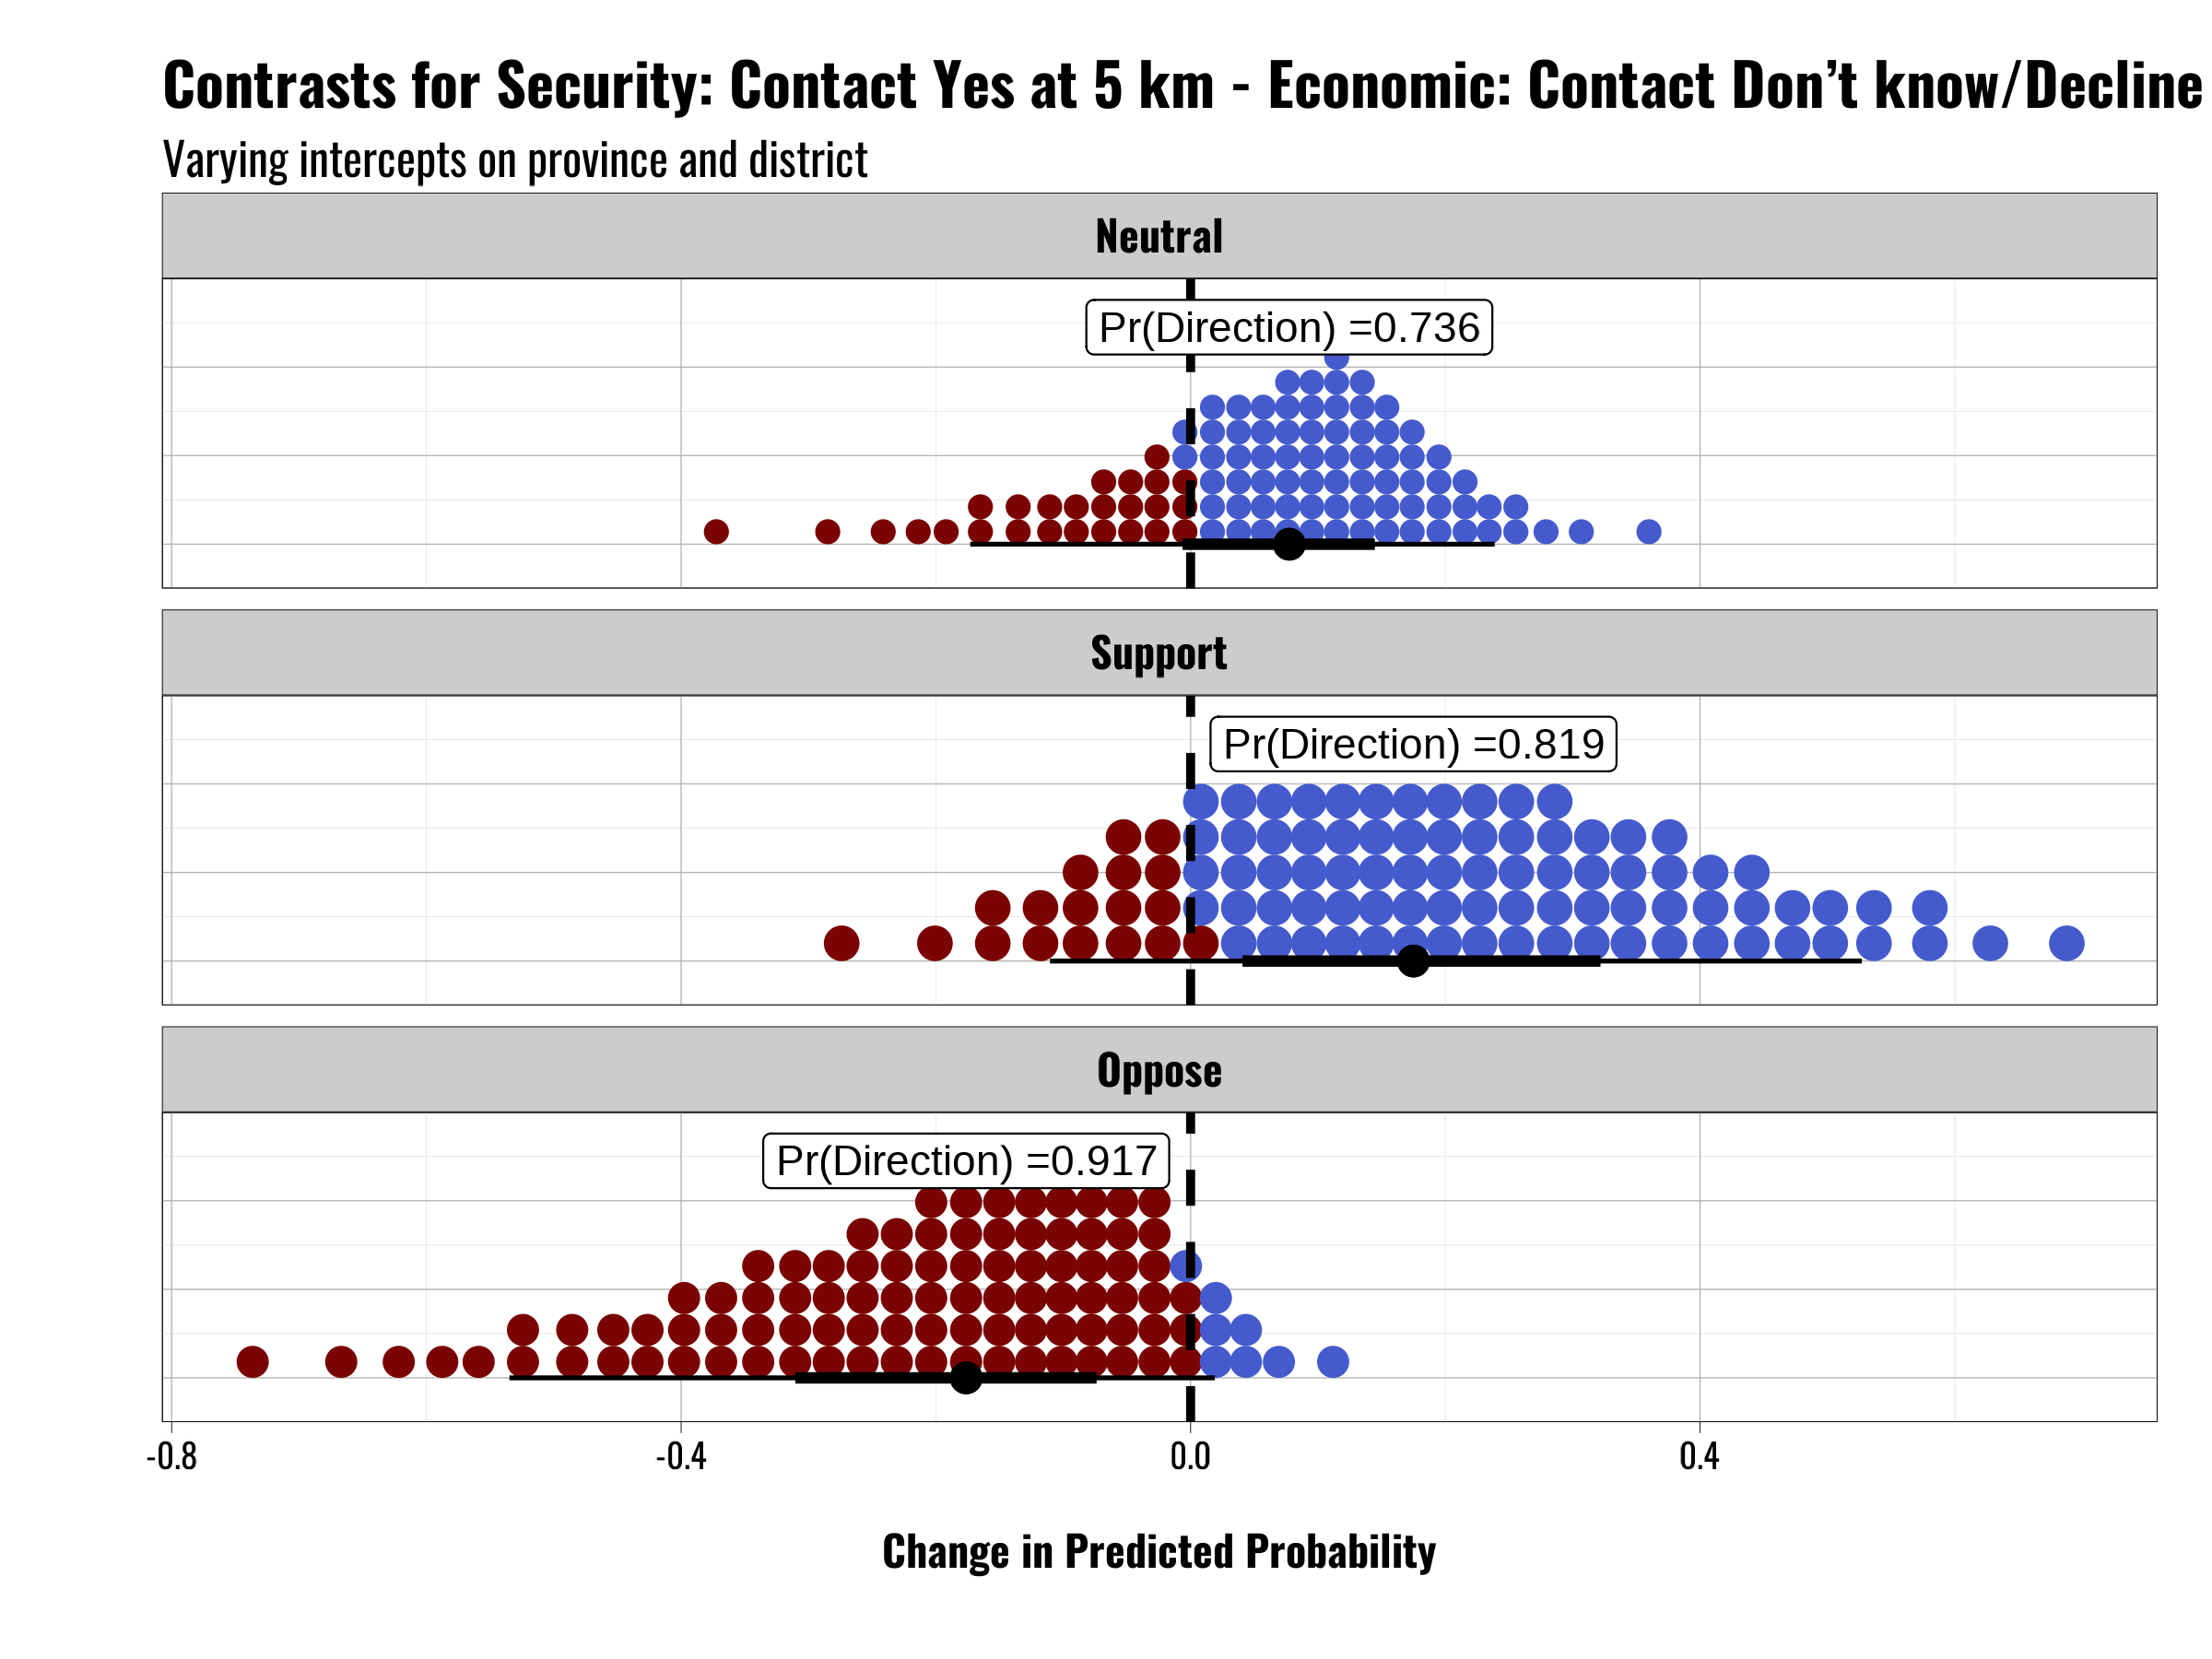 Contrasts for Security: Contact Yes at 5 km - Economic: Contact Don’t know/Decline
Varying intercepts on province and district
Neutral
Pr(Direction) =0.736
Support
Pr(Direction) =0.819
Oppose
Pr(Direction) =0.917
-0.8 -0.4 0.0 0.4
Change in Predicted Probability